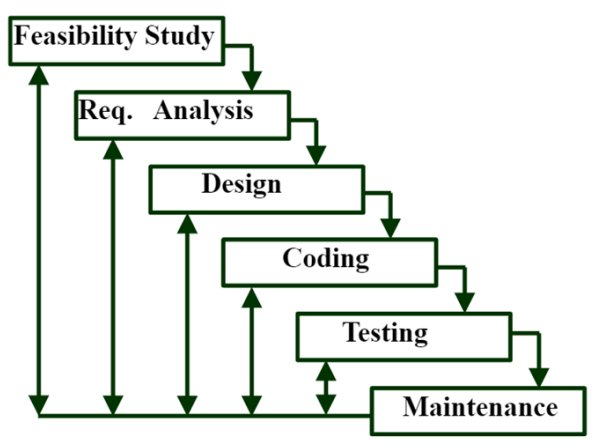 Feasibility Study
Req. Analysis
Design
Coding
Testing
Maintenance